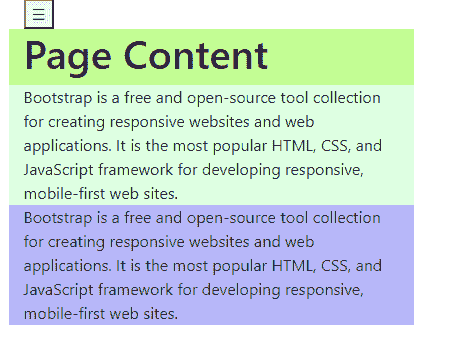 ☰
Page Content
Bootstrap is a free and open-source tool collection
for creating responsive websites and web
applications. It is the most popular HTML, CSS, and
JavaScript framework for developing responsive,
mobile-first web sites.
Bootstrap is a free and open-source tool collection
for creating responsive websites and web
applications. It is the most popular HTML, CSS, and
JavaScript framework for developing responsive,
mobile-first web sites.